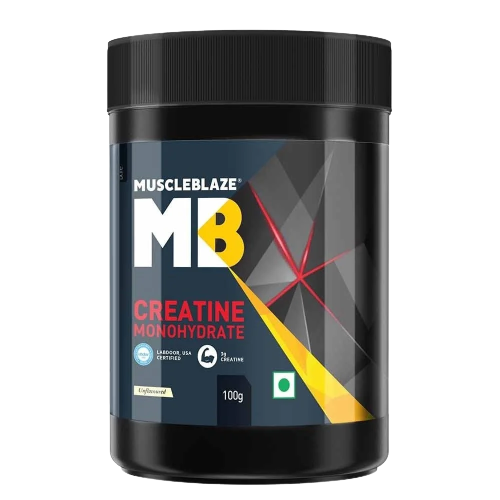 MUSCLEBLAZE®
MB
CREATINE
MONOHYDRATE
LABDOOR, USA
CERTIFIED
3g
CREATINE
Unflavoured
100g